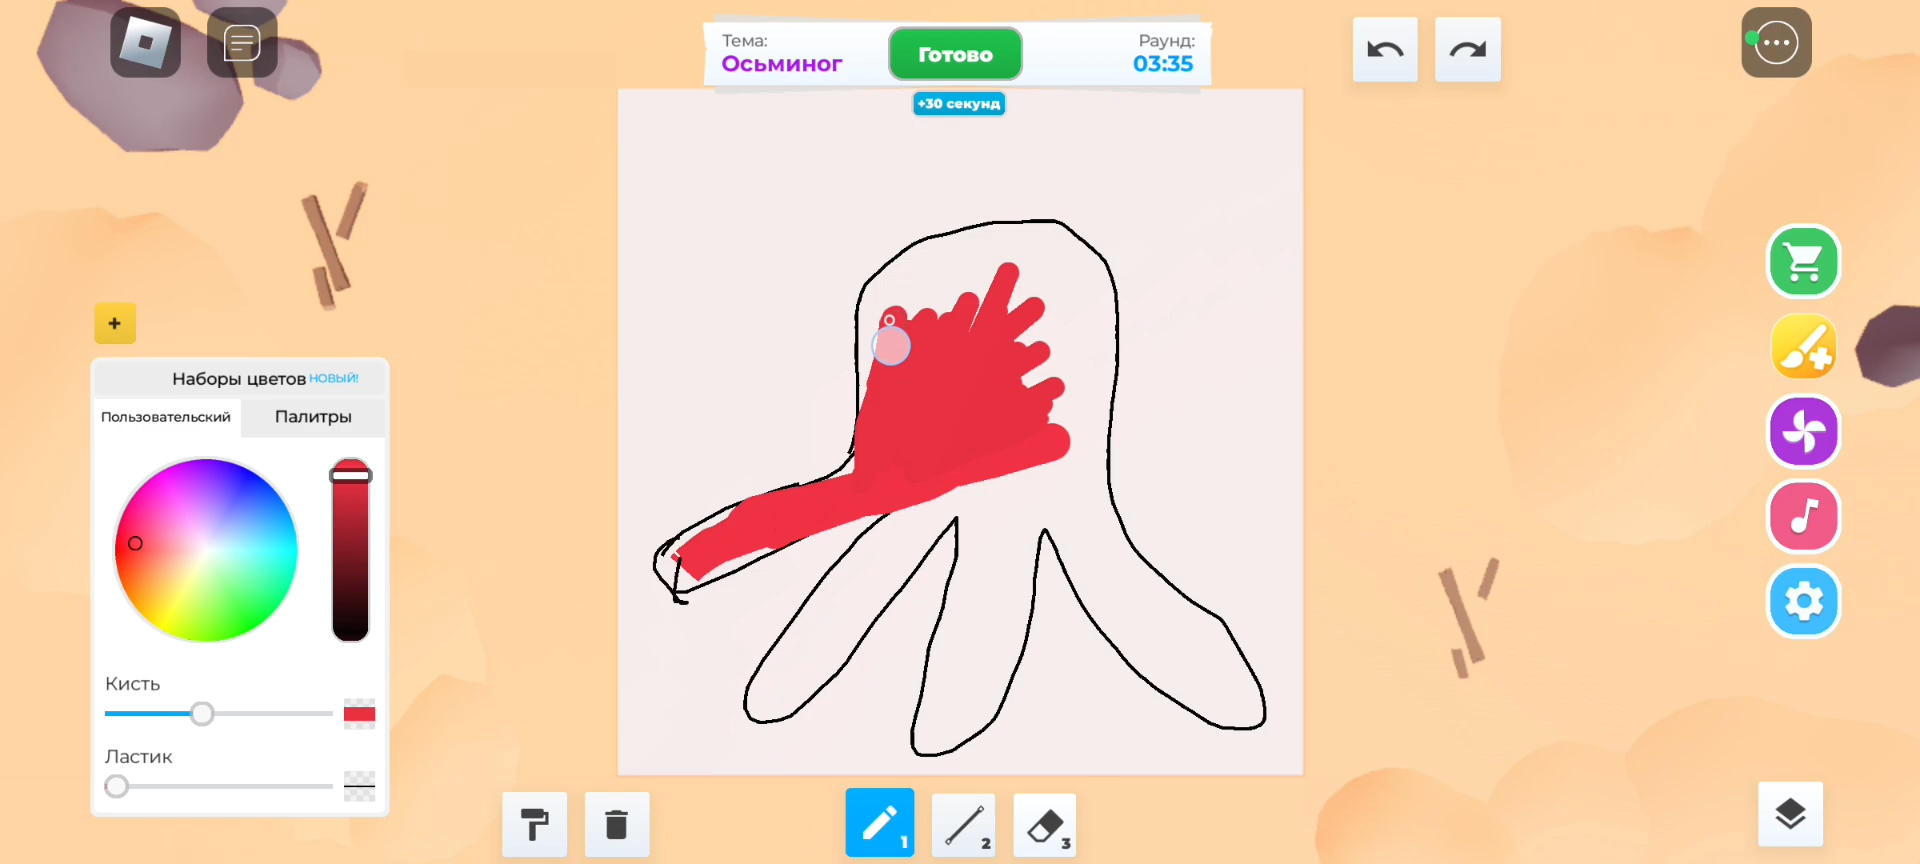 Тема:
Осьминог
Готово
Раунд:
03:35
+30 секунд
+
Наборы цветов НОВЫЙ!
Пользовательский
Палитры
Кисть
Ластик
1
2
3